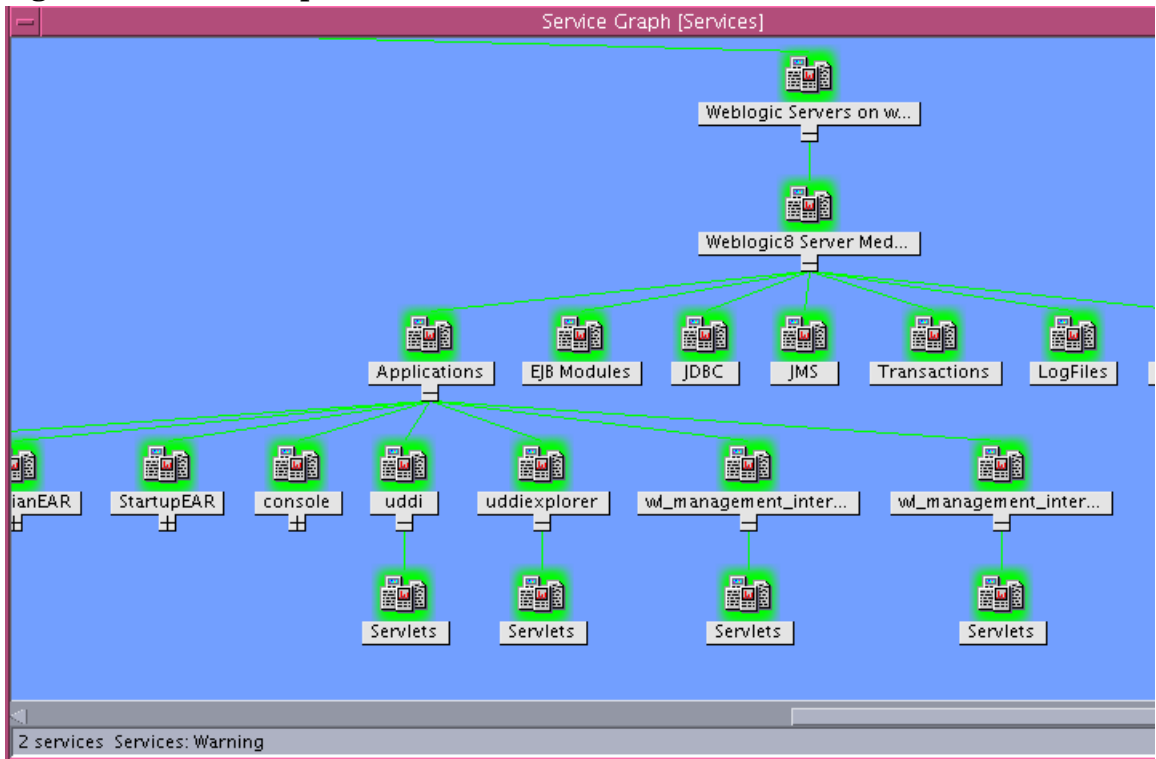 Service Graph [Services]
Weblogic Servers on w...
Weblogic8 Server Med...
Applications
EJB Modules
JDBC
JMS
Transactions
LogFiles
ianEAR
StartupEAR
console
uddi
uddiexplorer
wl_management_inter...
wl_management_inter...
Servlets
Servlets
Servlets
Servlets
2 services Services: Warning